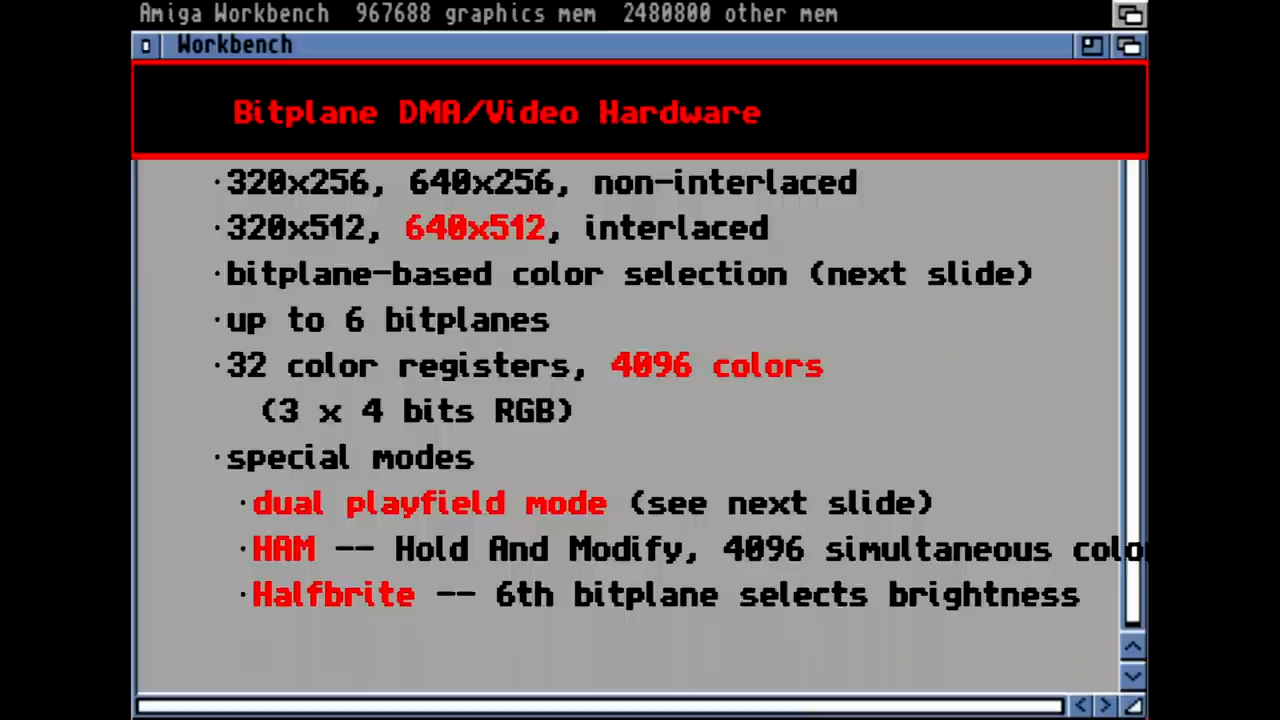 Amiga Workbench 967688 graphics mem 2480800 other mem
Workbench
Bitplane DMA/Video Hardware
·320x256, 640x256, non-interlaced
·320x512, 640x512, interlaced
·bitplane-based color selection (next slide)
·up to 6 bitplanes
·32 color registers, 4096 colors
(3 x 4 bits RGB)
·special modes
·dual playfield mode (see next slide)
·HAM -- Hold And Modify, 4096 simultaneous colo
·Halfbrite -- 6th bitplane selects brightness